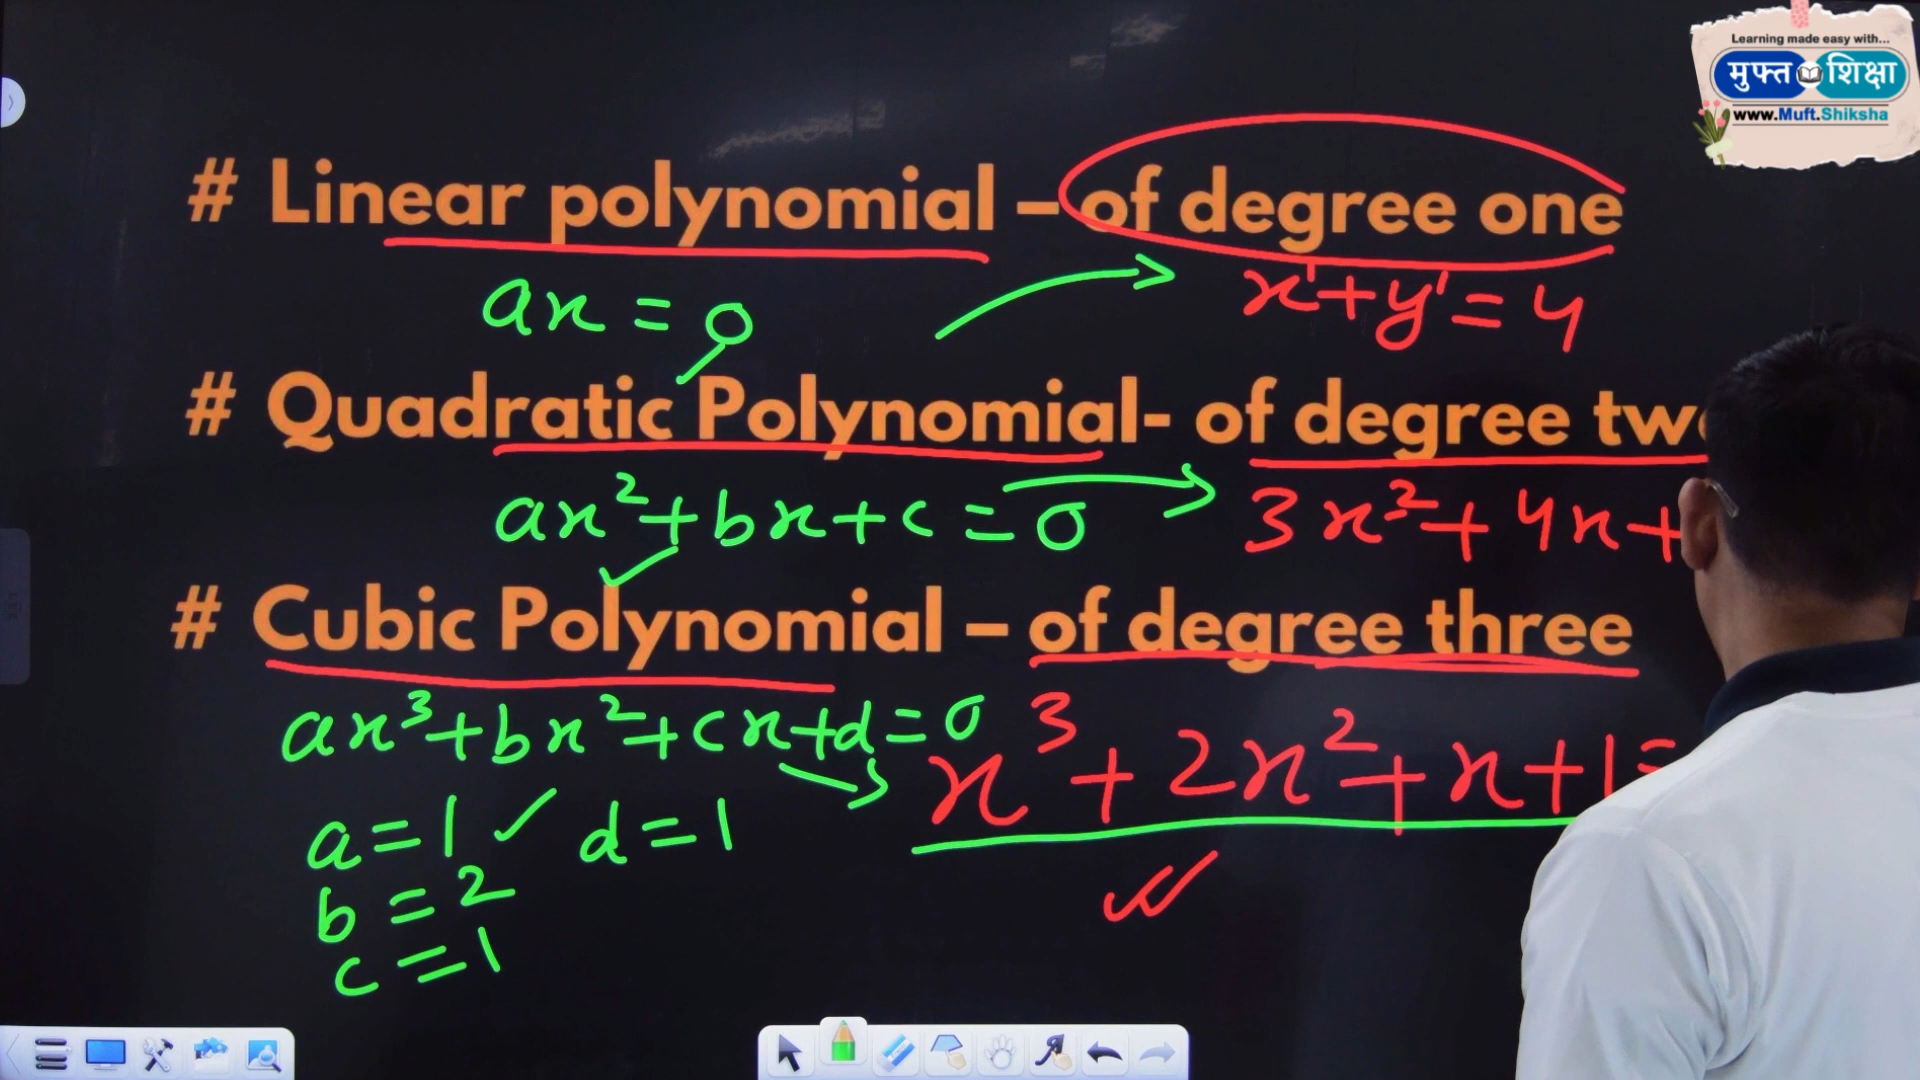 Learning made easy with...
मुफ्त शिक्षा
www.Muft.Shiksha
# Linear polynomial – of degree one
ax = 0
x¹ + y¹ = 4
# Quadratic Polynomial- of degree
ax² + bx + c = 0
3x² + 4x +
# Cubic Polynomial – of degree three
ax³ + bx² + cx + d = 0
x³ + 2x² + x + 1 =
a = 1 d = 1
b = 2
c = 1